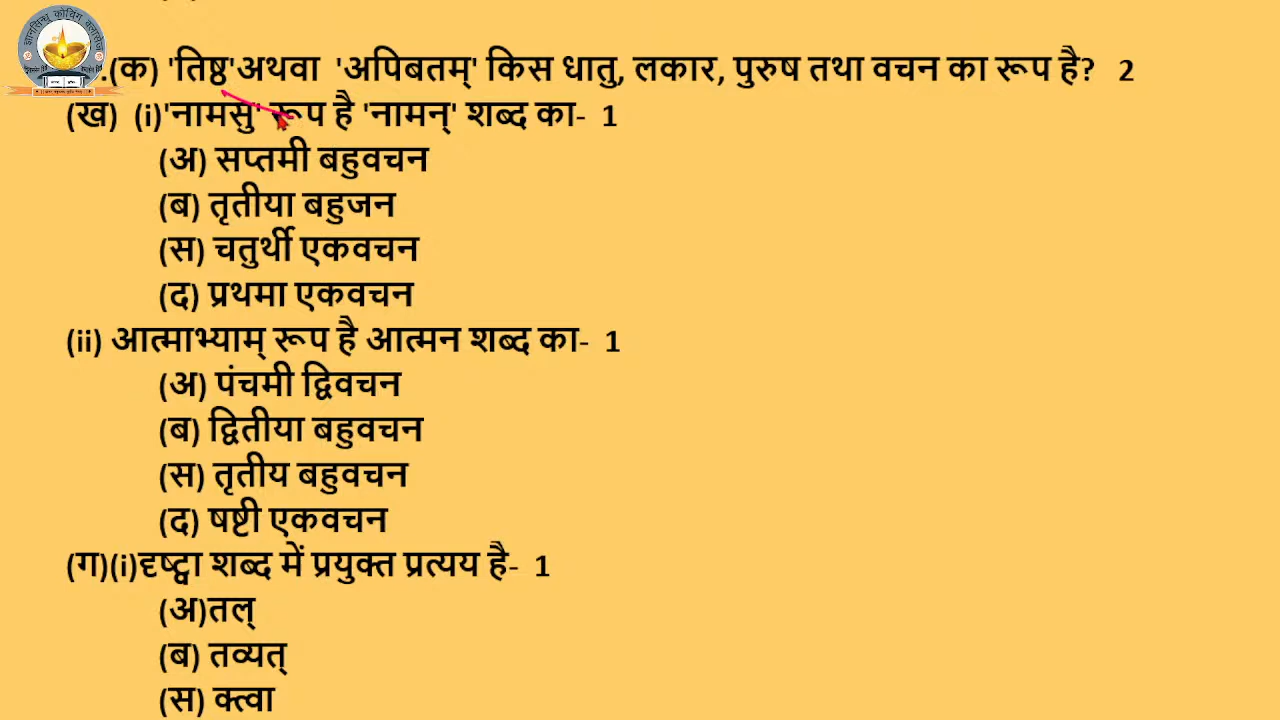 ज्ञानसिन्धु कोचिंग क्लासेज
.(क) 'तिष्ठ'अथवा 'अपिबतम्' किस धातु, लकार, पुरुष तथा वचन का रूप है? 2
(ख) (i)'नामसु' रूप है 'नामन्' शब्द का- 1
(अ) सप्तमी बहुवचन
(ब) तृतीया बहुजन
(स) चतुर्थी एकवचन
(द) प्रथमा एकवचन
(ii) आत्माभ्याम् रूप है आत्मन शब्द का- 1
(अ) पंचमी द्विवचन
(ब) द्वितीया बहुवचन
(स) तृतीय बहुवचन
(द) षष्टी एकवचन
(ग)(i)दृष्ट्वा शब्द में प्रयुक्त प्रत्यय है- 1
(अ)तल्
(ब) तव्यत्
(स) क्त्वा